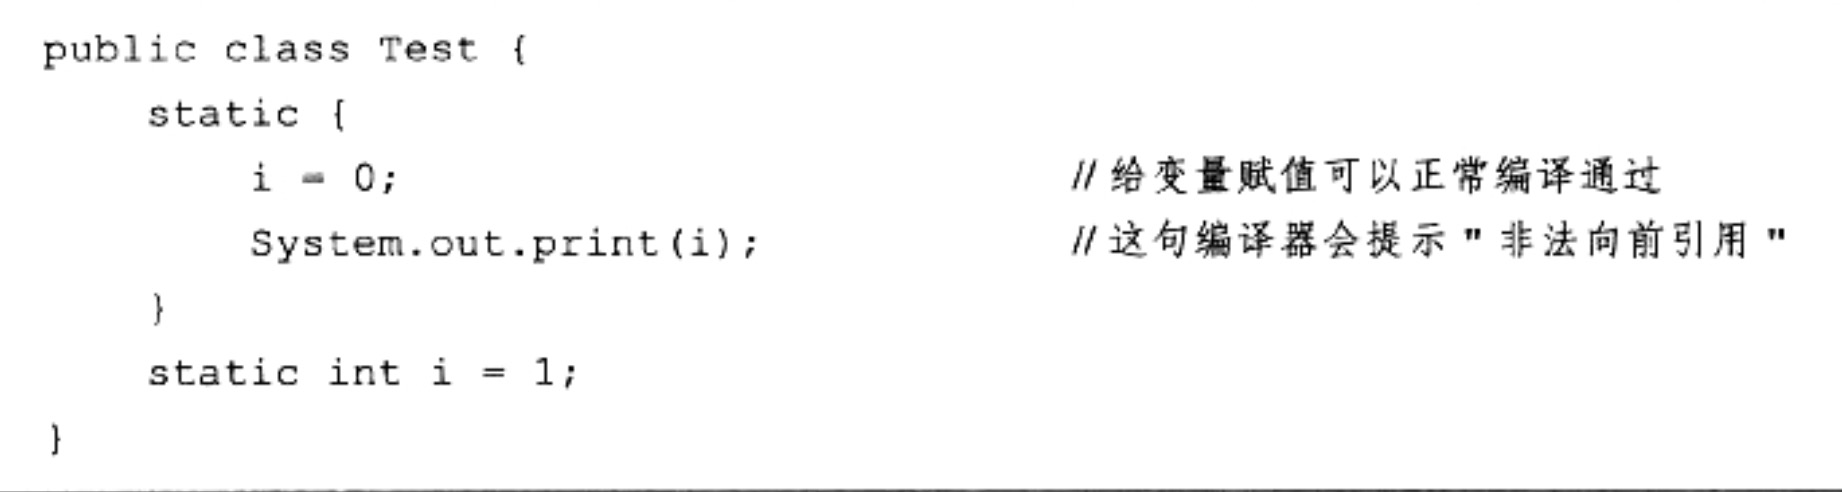 public class Test {
    static {
        i = 0;                          // 给变量赋值可以正常编译通过
        System.out.print(i);            // 这句编译器会提示"非法向前引用"
    }
    static int i = 1;
}